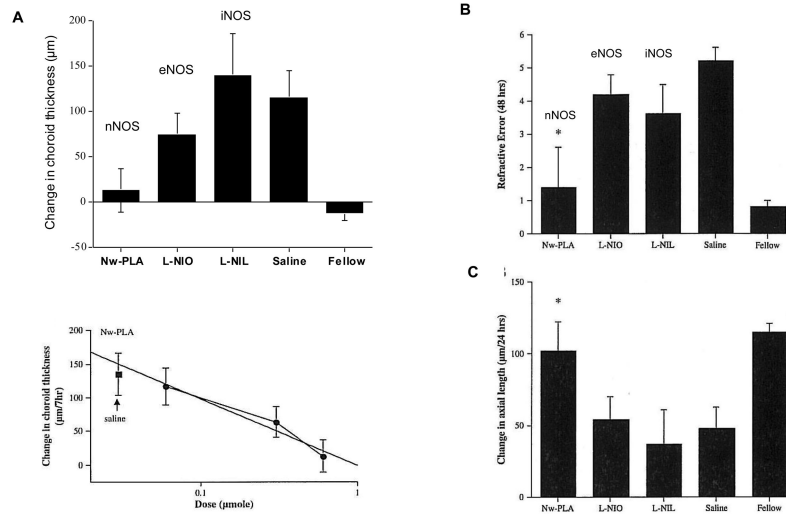 A
Change in choroid thickness (µm)
200
150
100
50
0
-50
nNOS
eNOS
iNOS
Nw-PLA L-NIO L-NIL Saline Fellow
Change in choroid thickness
(µm/7hr)
200
150
100
50
0
Nw-PLA
saline
0.1 1
Dose (µmole)
B
Refractive Error (48 hrs)
6
5
4
3
2
1
0
nNOS
*
eNOS
iNOS
Nw-PLA L-NIO L-NIL Saline Fellow
C
Change in axial length (µm/24 hrs)
150
100
50
0
*
Nw-PLA L-NIO L-NIL Saline Fellow